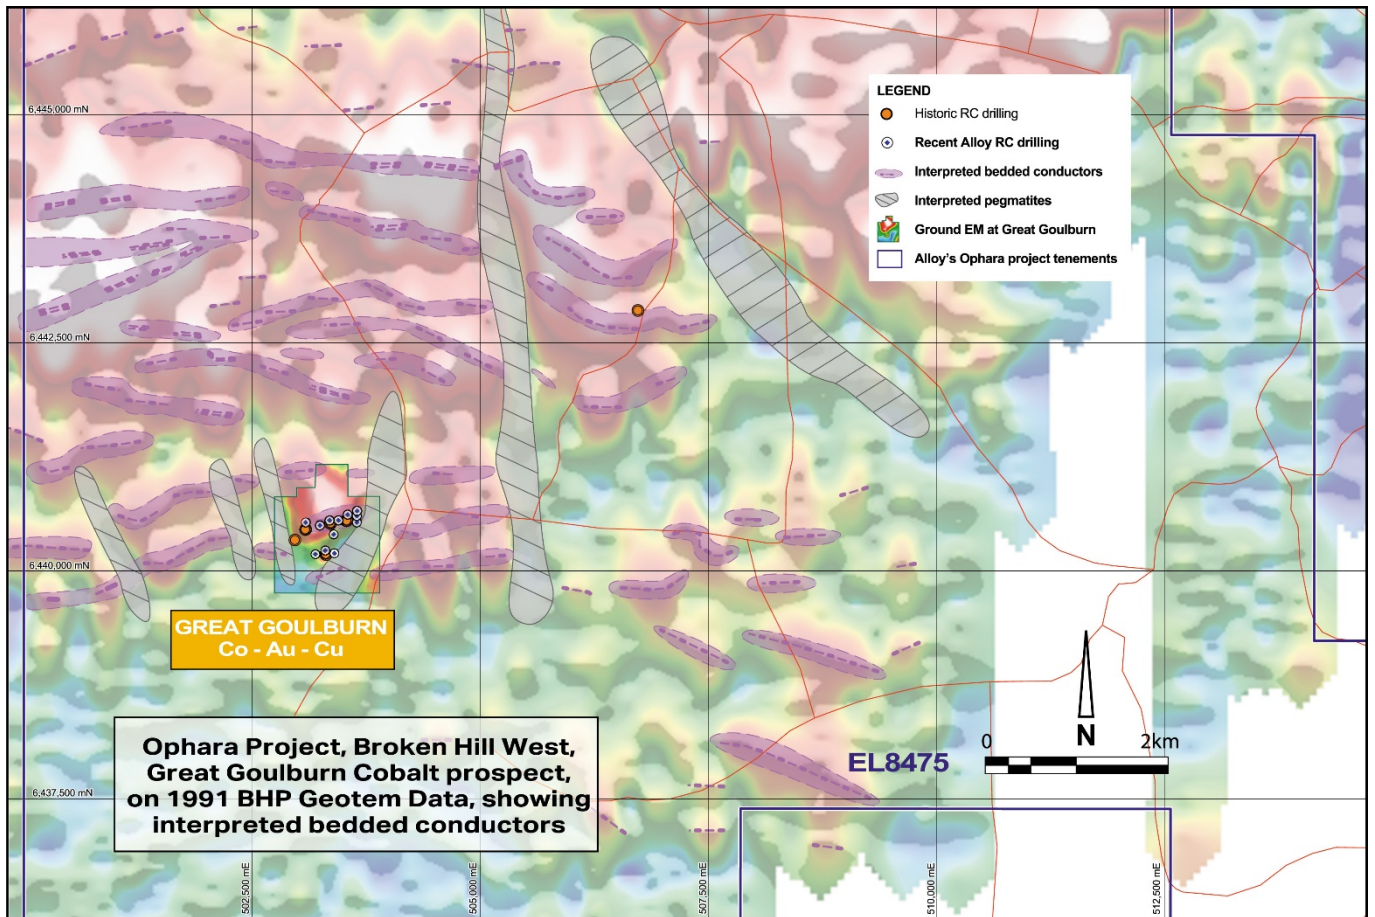 6,445,000 mN
LEGEND
Historic RC drilling
Recent Alloy RC drilling
Interpreted bedded conductors
Interpreted pegmatites
Ground EM at Great Goulburn
Alloy's Ophara project tenements
6,442,500 mN
6,440,000 mN
GREAT GOULBURN
Co - Au - Cu
Ophara Project, Broken Hill West,
Great Goulburn Cobalt prospect,
on 1991 BHP Geotem Data, showing
interpreted bedded conductors
EL8475
0 N 2km
6,437,500 mN
502,500 mE
505,000 mE
507,500 mE
510,000 mE
512,500 mE